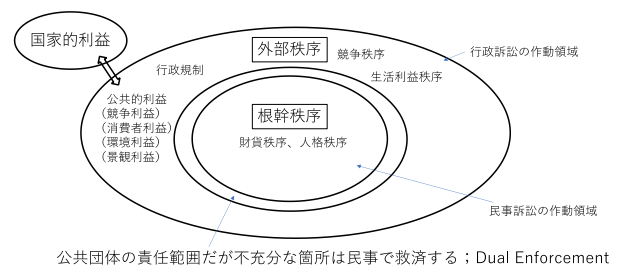 国家的利益
外部秩序
競争秩序
行政訴訟の作動領域
行政規制
生活利益秩序
公共的利益
（競争利益）
（消費者利益）
（環境利益）
（景観利益）
根幹秩序
財貨秩序、人格秩序
民事訴訟の作動領域
公共団体の責任範囲だが不充分な箇所は民事で救済する；Dual Enforcement